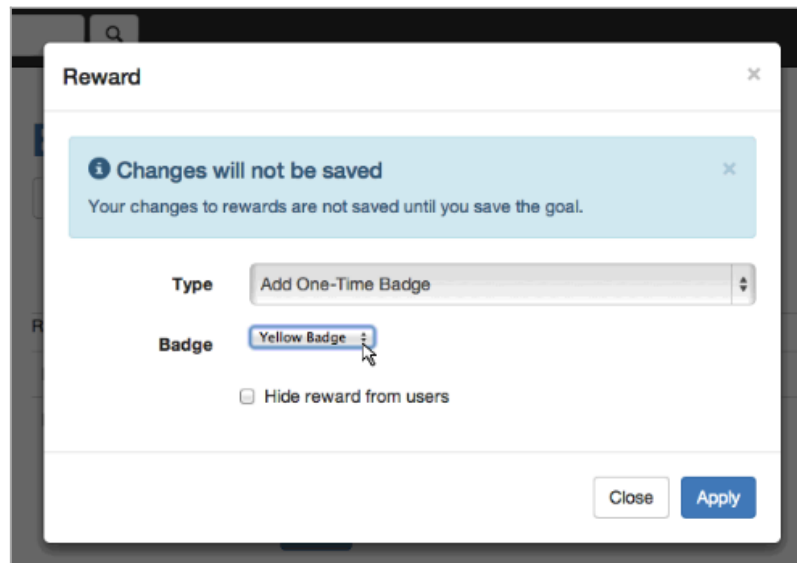 Reward
×
Changes will not be saved
×
Your changes to rewards are not saved until you save the goal.
Type
Add One-Time Badge
Badge
Yellow Badge
Hide reward from users
Close
Apply